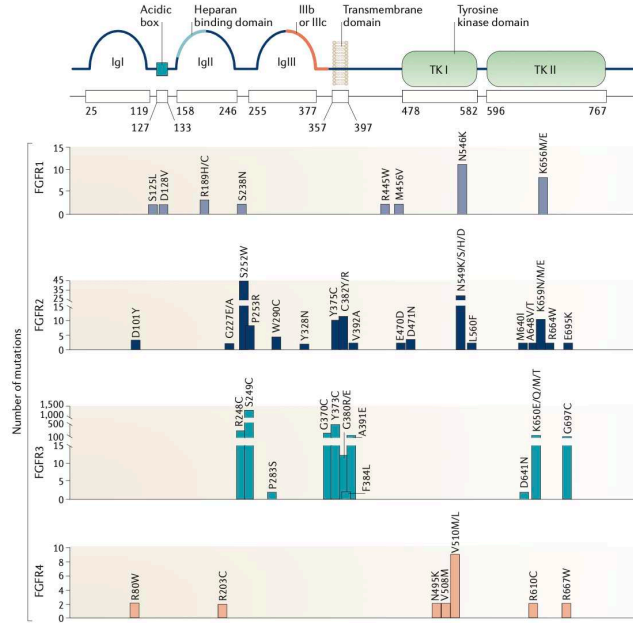 Acidic box
Heparan binding domain
IIIb or IIIc
Transmembrane domain
Tyrosine kinase domain
IgI
IgII
IgIII
TK I
TK II
25 119 158 246 255 377 478 582 596 767
127 133 357 397
Number of mutations
FGFR1
15
10
5
0
S125L
D128V
R189H/C
S238N
R445W
M456V
N546K
K656M/E
FGFR2
45
35
25
15
10
5
0
D101Y
G227E/A
S252W
P253R
W290C
Y328N
Y375C
C382Y/R
V392A
E470D
D471N
N549K/S/H/D
L560F
M640I
A648V/T
K659N/M/E
R664W
E695K
FGFR3
1,500
1,000
500
100
15
10
5
0
R248C
S249C
P283S
G370C
Y373C
G380R/E
A391E
F384L
D641N
K650E/Q/M/T
G697C
FGFR4
10
8
6
4
2
0
R80W
R203C
N495K
V508M
V510M/L
R610C
R667W